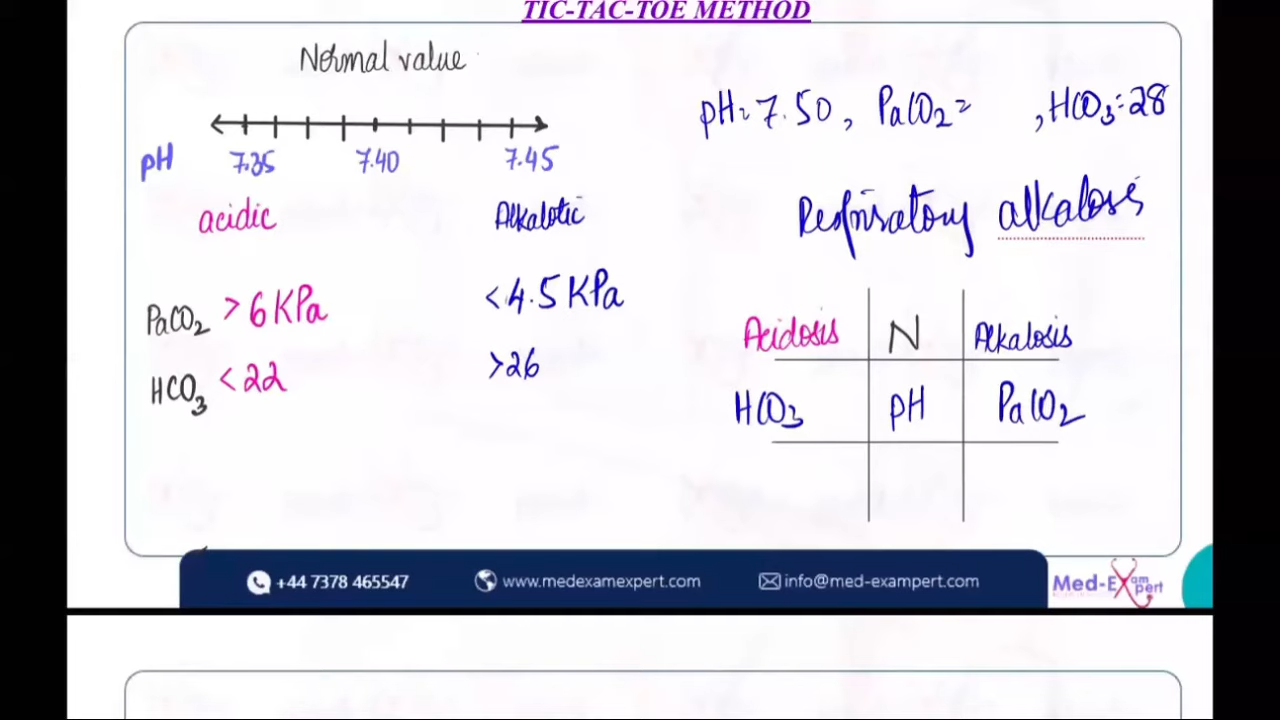 TIC-TAC-TOE METHOD
Normal value
pH 7.35 7.40 7.45
acidic Alkalotic
PaCO2 > 6 KPa < 4.5 KPa
HCO3 < 22 >26
pH= 7.50, PaCO2= , HCO3=28
Respiratory alkalosis
Acidosis N Alkalosis
HCO3 pH PaCO2
+44 7378 465547 www.medexamexpert.com info@med-exampert.com
Med-Exam pert